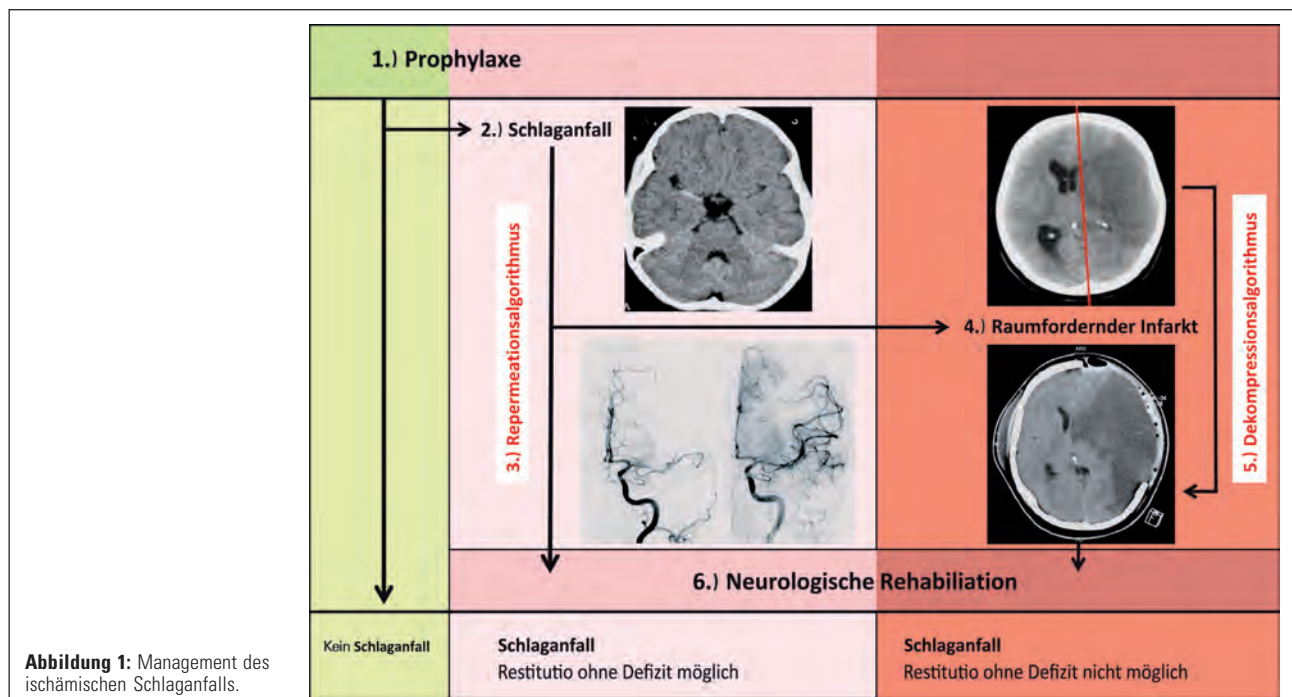 1.) Prophylaxe
2.) Schlaganfall
3.) Repermeationsalgorithmus
4.) Raumfordernder Infarkt
5.) Dekompressionsalgorithmus
6.) Neurologische Rehabiliation
Kein Schlaganfall
Schlaganfall
Restitutio ohne Defizit möglich
Schlaganfall
Restitutio ohne Defizit nicht möglich
Abbildung 1: Management des
ischämischen Schlaganfalls.